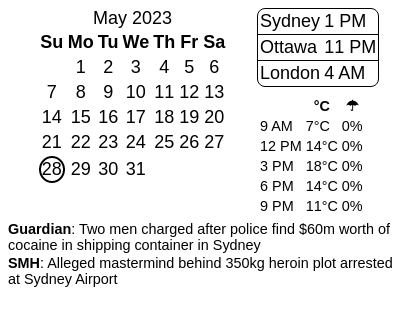 May 2023
Su Mo Tu We Th Fr Sa
1 2 3 4 5 6
7 8 9 10 11 12 13
14 15 16 17 18 19 20
21 22 23 24 25 26 27
28 29 30 31
Sydney 1 PM
Ottawa 11 PM
London 4 AM
°C ☂
9 AM 7°C 0%
12 PM 14°C 0%
3 PM 18°C 0%
6 PM 14°C 0%
9 PM 11°C 0%
Guardian: Two men charged after police find $60m worth of
cocaine in shipping container in Sydney
SMH: Alleged mastermind behind 350kg heroin plot arrested
at Sydney Airport